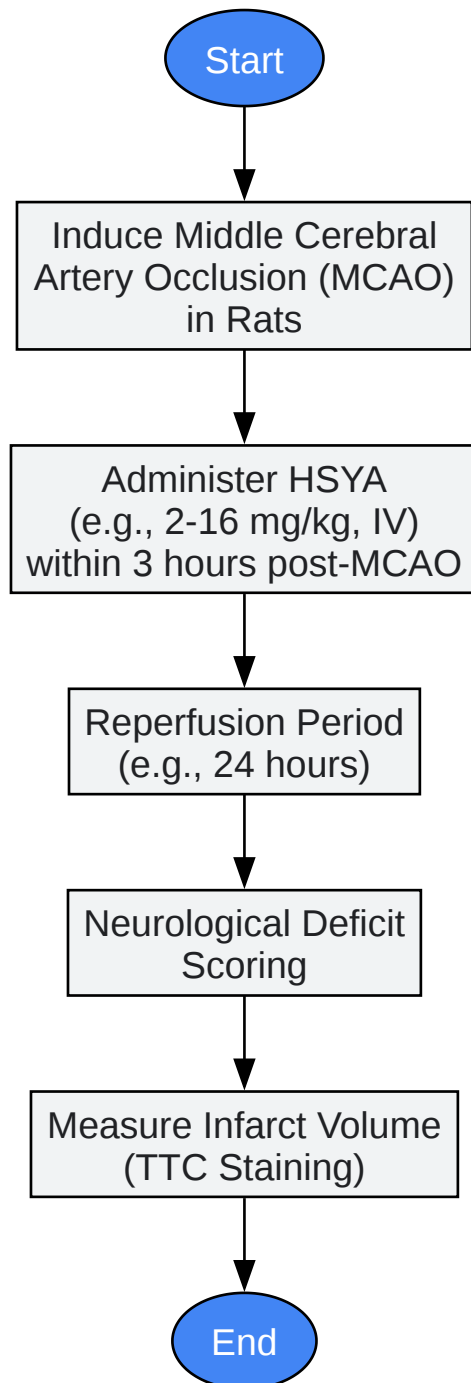 Start
Induce Middle Cerebral
Artery Occlusion (MCAO)
in Rats
Administer HSYA
(e.g., 2-16 mg/kg, IV)
within 3 hours post-MCAO
Reperfusion Period
(e.g., 24 hours)
Neurological Deficit
Scoring
Measure Infarct Volume
(TTC Staining)
End